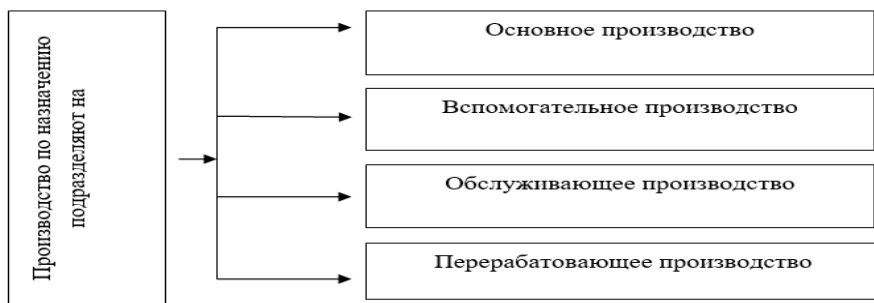 Производство по назначению
подразделяют на
Основное производство
Вспомогательное производство
Обслуживающее производство
Перерабатовающее производство